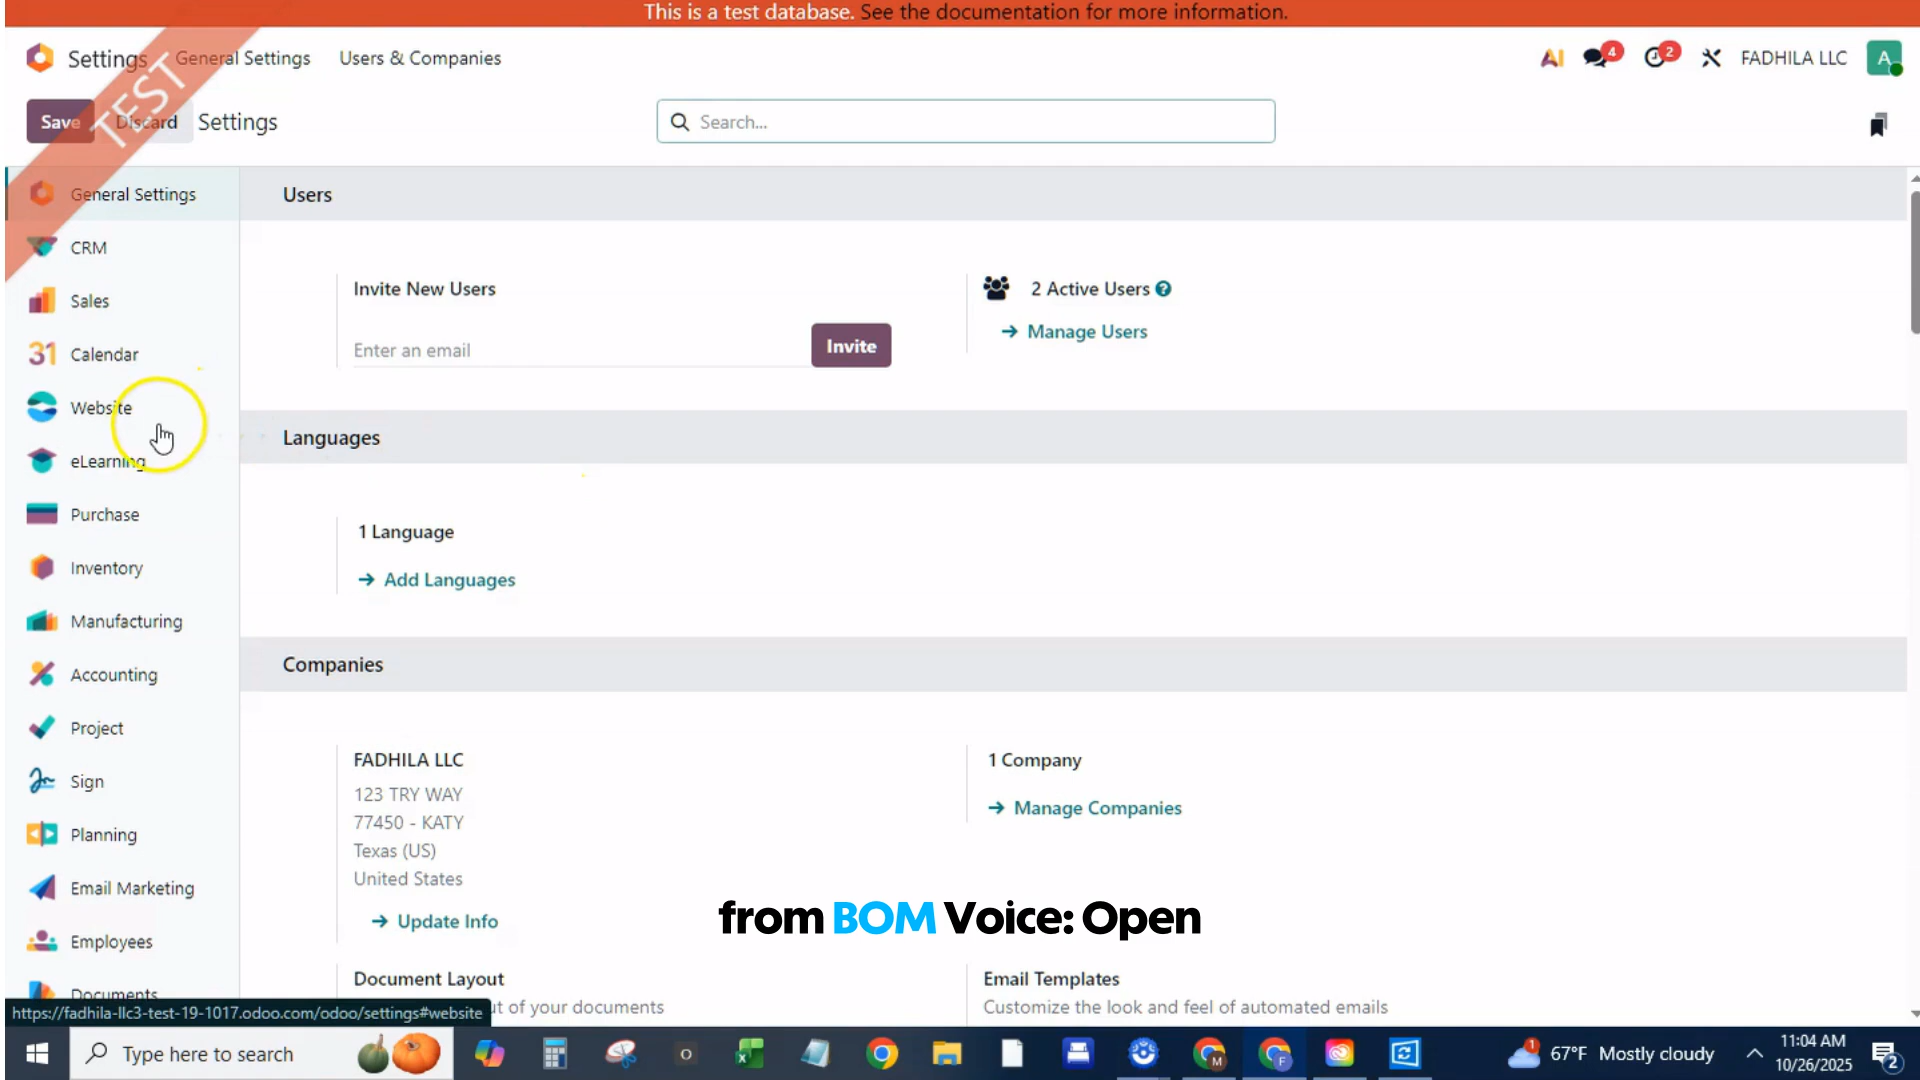 This is a test database. See the documentation for more information.
Settings General Settings Users & Companies
AI 4 2 FADHILA LLC A
Save Discard Settings
Search...
TEST
General Settings
CRM
Sales
31 Calendar
Website
eLearning
Purchase
Inventory
Manufacturing
Accounting
Project
Sign
Planning
Email Marketing
Employees
Documents
Users
Invite New Users
Enter an email
Invite
2 Active Users ?
→ Manage Users
Languages
1 Language
→ Add Languages
Companies
FADHILA LLC
123 TRY WAY
77450 - KATY
Texas (US)
United States
→ Update Info
1 Company
→ Manage Companies
from BOM Voice: Open
Document Layout
ut of your documents
Email Templates
Customize the look and feel of automated emails
https://fadhila-llc3-test-19-1017.odoo.com/odoo/settings#website
Type here to search
67°F Mostly cloudy
11:04 AM
10/26/2025
2